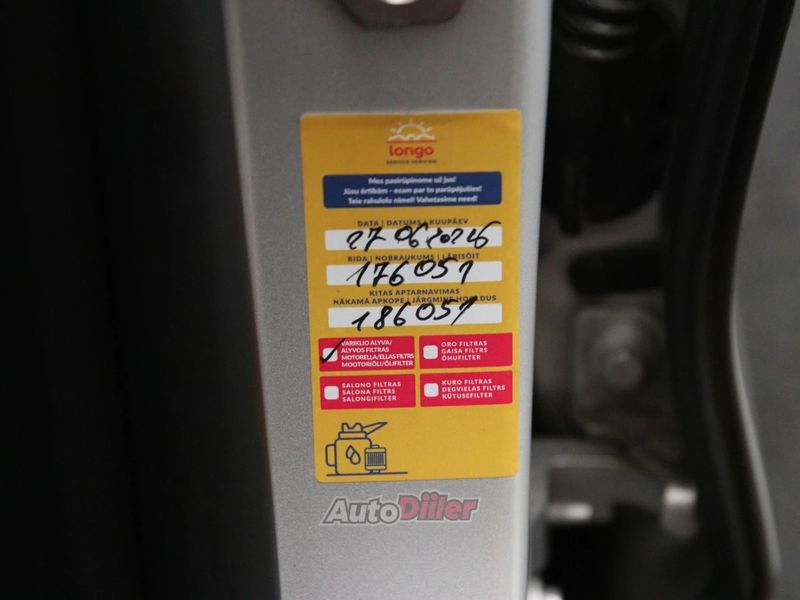 longo
SERVICE VERIFIED
Mes pasirūpinome už jus!
Jūsu ērtībām - esam par to parūpējušies!
Teie rahulolu nimel! Vahetasime need!
DATA | DATUMS | KUUPÄEV
27 06 2026
RIDA | NOBRAUKUMS | LÄBISÕIT
176051
KITAS APTARNAVIMAS
NĀKAMĀ APKOPE | JÄRGMINE HOOLDUS
186051
VARIKLIO ALYVA/
ALYVOS FILTRAS
MOTOREĻĻA/EĻĻAS FILTRS
MOOTORIÕLI/ÕLIFILTER
ORO FILTRAS
GAISA FILTRS
ÕHUFILTER
SALONO FILTRAS
SALONA FILTRS
SALONGIFILTER
KURO FILTRAS
DEGVIELAS FILTRS
KÜTUSEFILTER
AutoDiiler